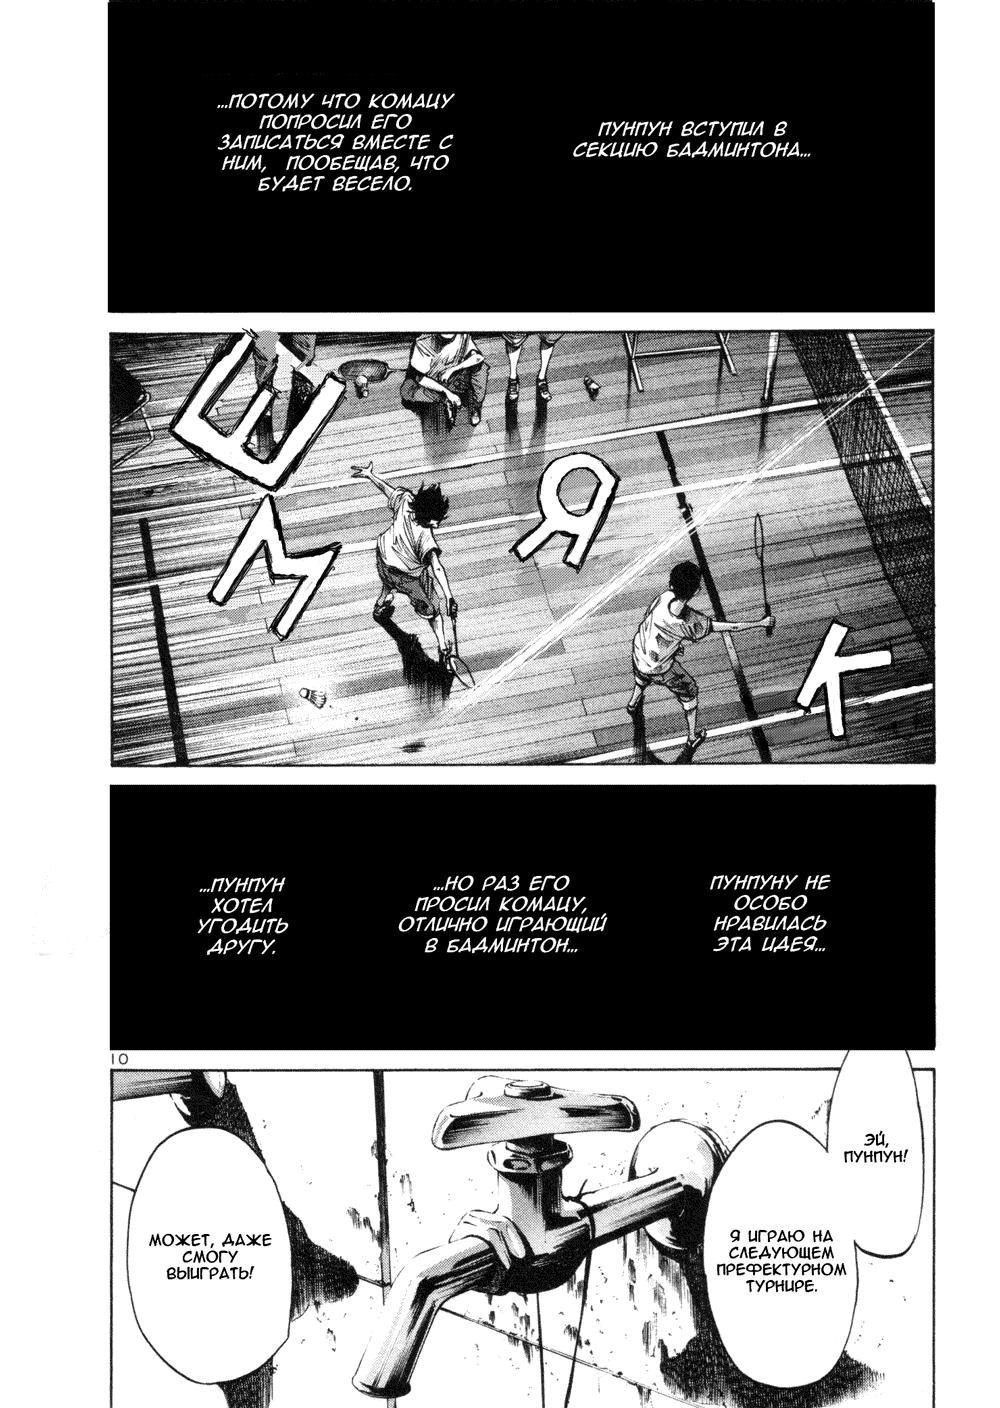 ПУНПУН ВСТУПИЛ В
СЕКЦИЮ БАДМИНТОНА...
...ПОТОМУ ЧТО КОМАЦУ
ПОПРОСИЛ ЕГО
ЗАПИСАТЬСЯ ВМЕСТЕ С
НИМ, ПООБЕЩАВ, ЧТО
БУДЕТ ВЕСЕЛО.
Е
М
Я
К
ПУНПУНУ НЕ
ОСОБО
НРАВИЛАСЬ
ЭТА ИДЕЯ...
...НО РАЗ ЕГО
ПРОСИЛ КОМАЦУ,
ОТЛИЧНО ИГРАЮЩИЙ
В БАДМИНТОН...
...ПУНПУН
ХОТЕЛ
УГОДИТЬ
ДРУГУ.
10
ЭЙ,
ПУНПУН!
Я ИГРАЮ НА
СЛЕДУЮЩЕМ
ПРЕФЕКТУРНОМ
ТУРНИРЕ.
МОЖЕТ, ДАЖЕ
СМОГУ
ВЫИГРАТЬ!